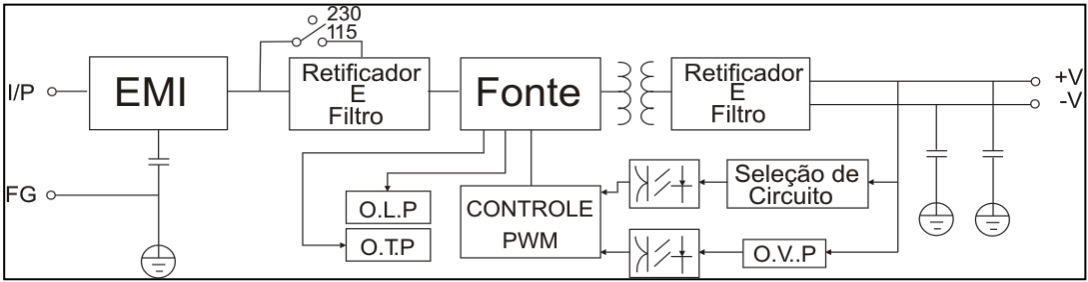 230
115
I/P
EMI
Retificador
E
Filtro
Fonte
Retificador
E
Filtro
+V
-V
FG
O.L.P
O.T.P
CONTROLE
PWM
Seleção de
Circuito
O.V..P